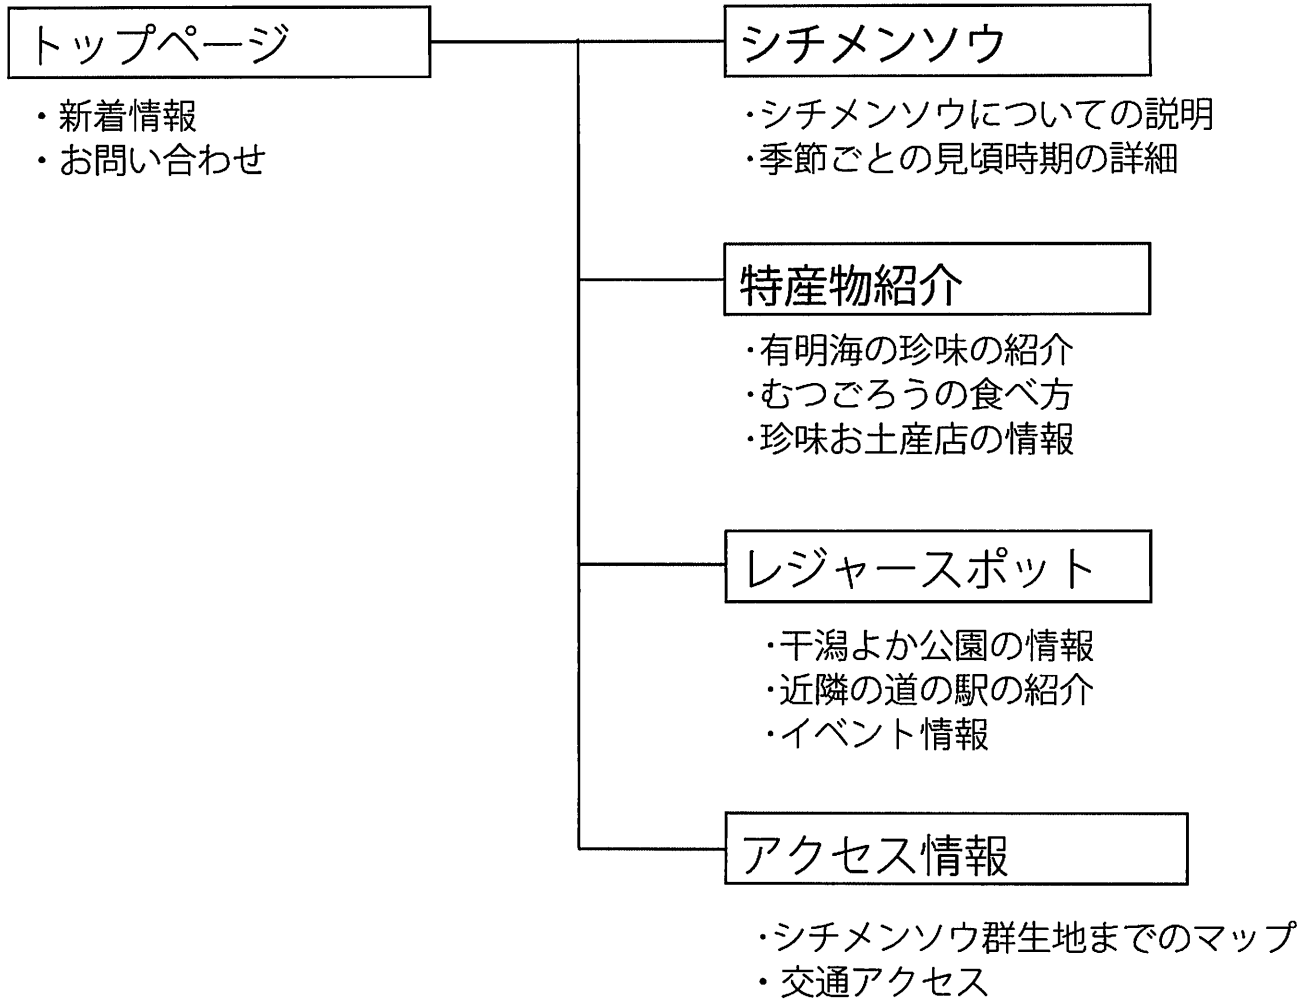 トップページ
・新着情報
・お問い合わせ
シチメンソウ
・シチメンソウについての説明
・季節ごとの見頃時期の詳細
特産物紹介
・有明海の珍味の紹介
・むつごろうの食べ方
・珍味お土産店の情報
レジャースポット
・干潟よか公園の情報
・近隣の道の駅の紹介
・イベント情報
アクセス情報
・シチメンソウ群生地までのマップ
・交通アクセス